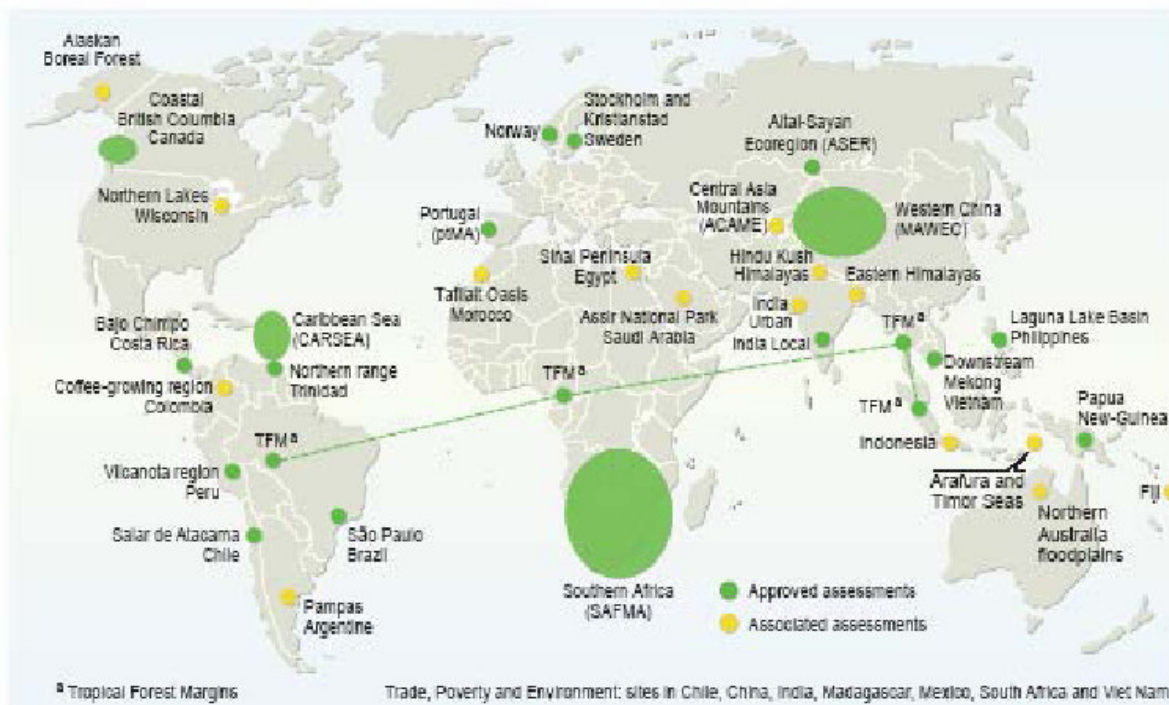 Alaskan
Boreal Forest
Coastal
British Columbia
Canada
Northern Lakes
Wisconsin
Norway
Stockholm and
Kristianstad
Sweden
Altai-Sayan
Ecoregion (ASER)
Central Asia
Mountains
(ACAME)
Western China
(MAWEC)
Portugal
(ptMA)
Sinai Peninsula
Egypt
Hindu Kush
Himalayas
Eastern Himalayas
Tafilalt Oasis
Morocco
Assir National Park
Saudi Arabia
India
Urban
India Local
TFM a
Laguna Lake Basin
Philippines
Bajo Chirripo
Costa Rica
Caribbean Sea
(CARSEA)
Northern range
Trinidad
Coffee-growing region
Colombia
TFM a
Downstream
Mekong
Vietnam
TFM a
Papua
New-Guinea
TFM a
Indonesia
Vilcanota region
Peru
Arafura and
Timor Seas
Fiji
Northern
Australia
floodplains
Salar de Atacama
Chile
São Paulo
Brazil
Southern Africa
(SAFMA)
Approved assessments
Associated assessments
Pampas
Argentine
a Tropical Forest Margins
Trade, Poverty and Environment: sites in Chile, China, India, Madagascar, Mexico, South Africa and Viet Nam